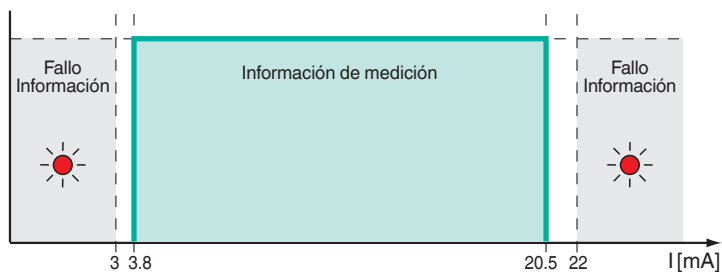 Fallo
Información
Información de medición
Fallo
Información
3 3.8 20.5 22 I [mA]